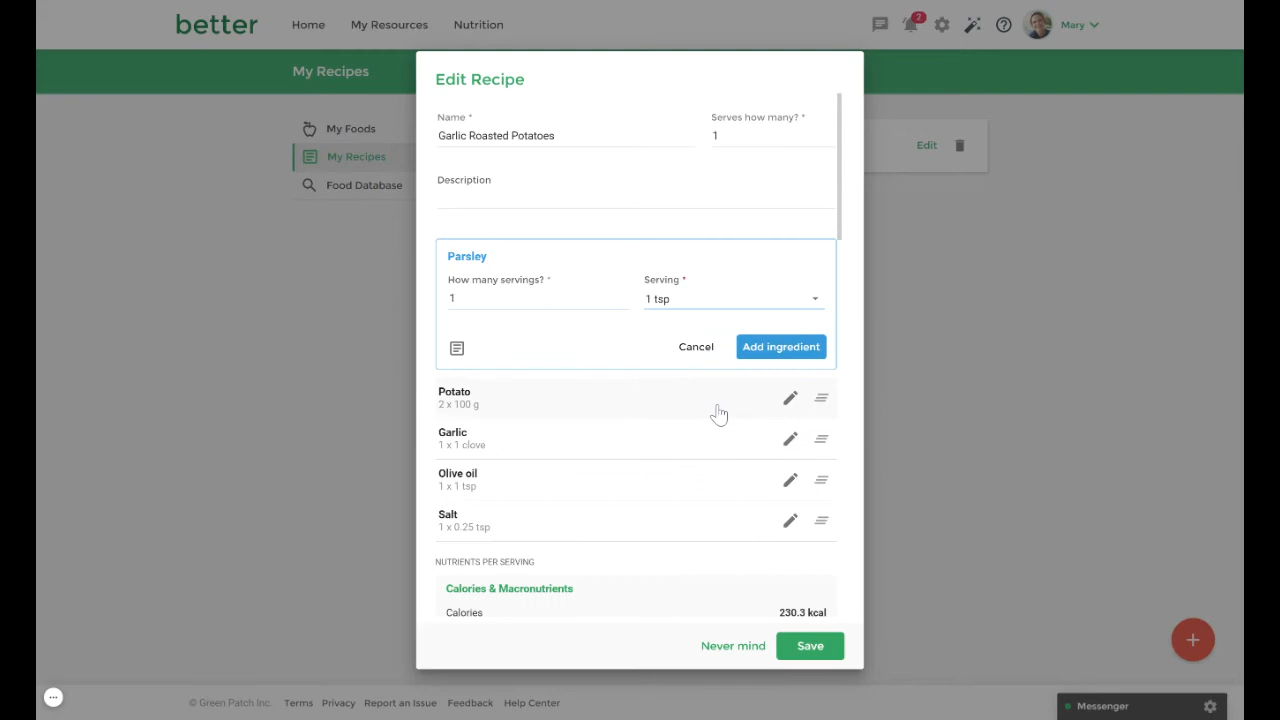 better
Home
My Resources
Nutrition
2
Mary
My Recipes
My Foods
My Recipes
Food Database
Edit
Edit Recipe
Name *
Serves how many? *
Garlic Roasted Potatoes
1
Description
Parsley
How many servings? *
Serving *
1
1 tsp
Cancel
Add ingredient
Potato
2 x 100 g
Garlic
1 x 1 clove
Olive oil
1 x 1 tsp
Salt
1 x 0.25 tsp
NUTRIENTS PER SERVING
Calories & Macronutrients
Calories
230.3 kcal
Never mind
Save
© Green Patch Inc.
Terms
Privacy
Report an Issue
Feedback
Help Center
Messenger